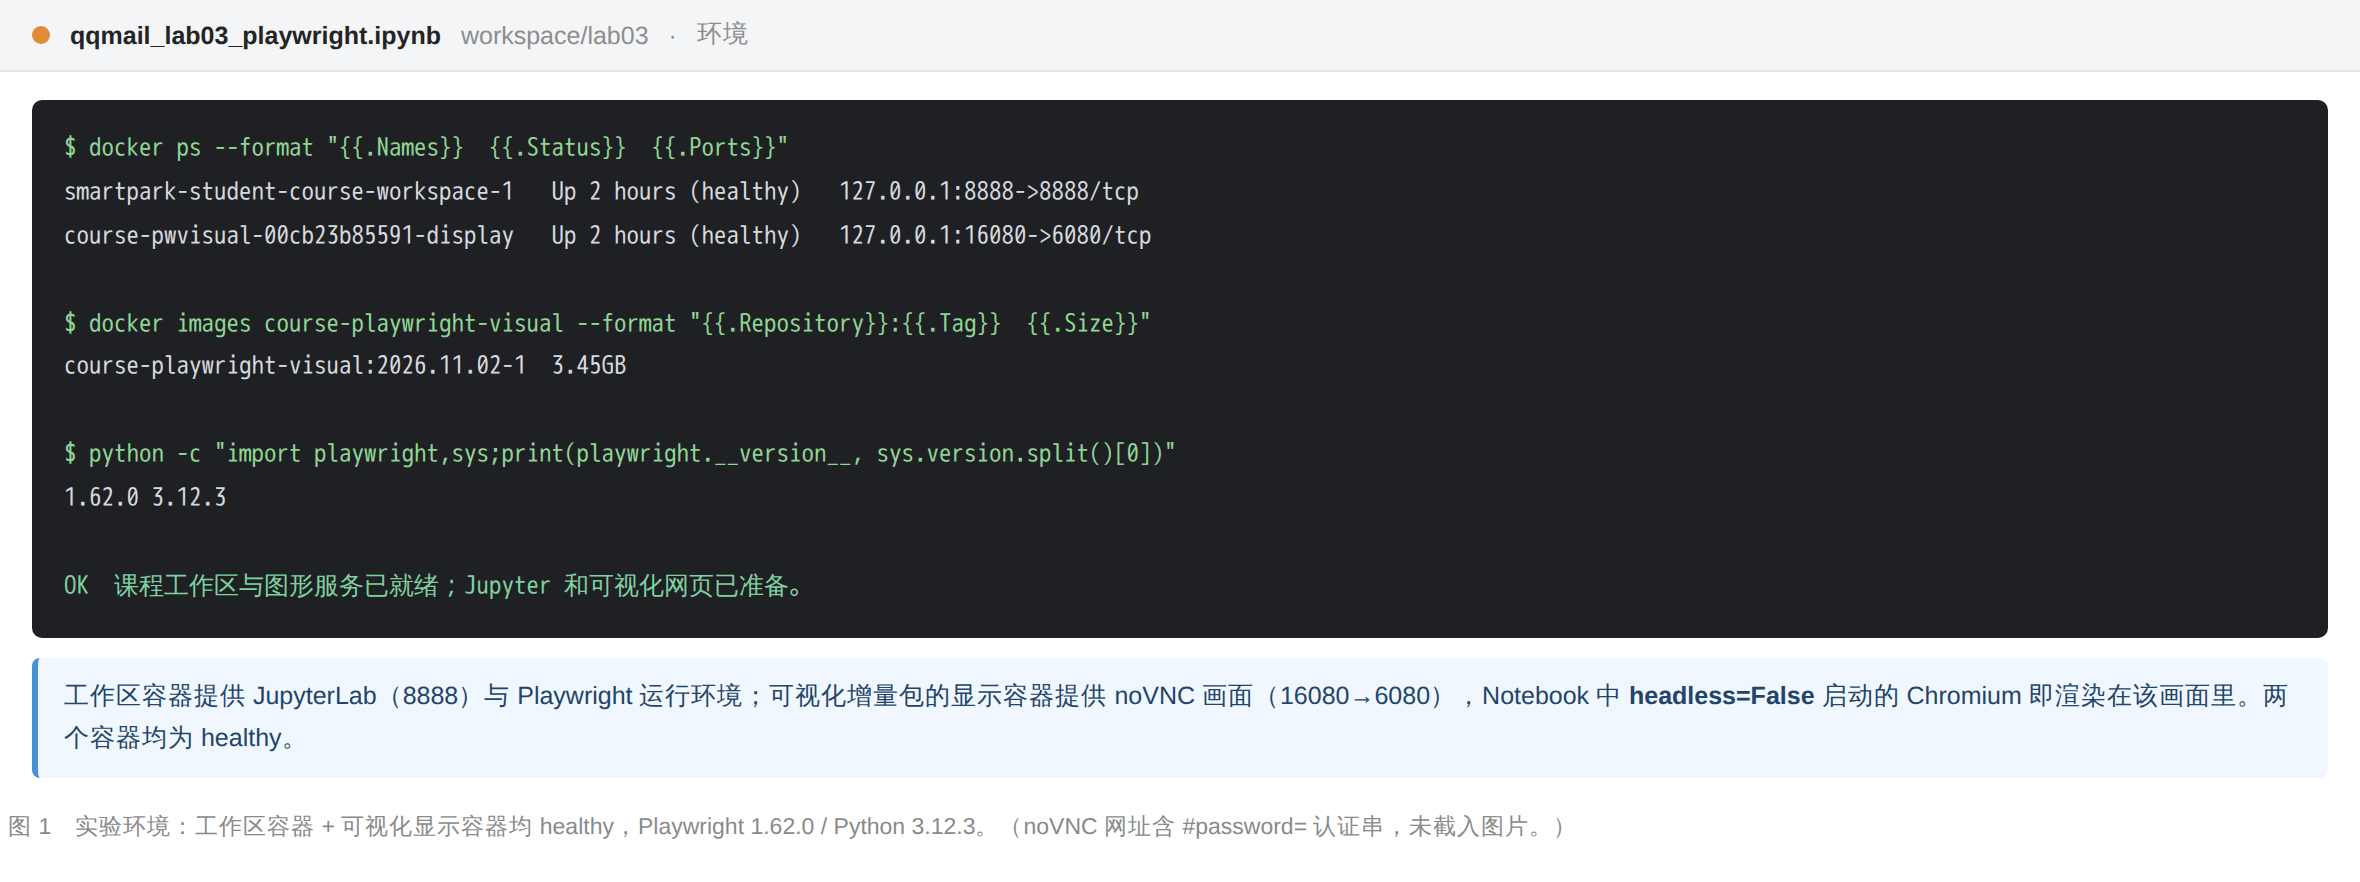 qqmail_lab03_playwright.ipynb workspace/lab03 · 环境
$ docker ps --format "{{.Names}}  {{.Status}}  {{.Ports}}"
smartpark-student-course-workspace-1   Up 2 hours (healthy)   127.0.0.1:8888->8888/tcp
course-pwvisual-00cb23b85591-display   Up 2 hours (healthy)   127.0.0.1:16080->6080/tcp
$ docker images course-playwright-visual --format "{{.Repository}}:{{.Tag}}  {{.Size}}"
course-playwright-visual:2026.11.02-1  3.45GB
$ python -c "import playwright,sys;print(playwright.__version__, sys.version.split()[0])"
1.62.0 3.12.3
OK  课程工作区与图形服务已就绪；Jupyter 和可视化网页已准备。
工作区容器提供 JupyterLab（8888）与 Playwright 运行环境；可视化增量包的显示容器提供 noVNC 画面（16080→6080），Notebook 中 headless=False 启动的 Chromium 即渲染在该画面里。两
个容器均为 healthy。
图 1　实验环境：工作区容器 + 可视化显示容器均 healthy，Playwright 1.62.0 / Python 3.12.3。（noVNC 网址含 #password= 认证串，未截入图片。）